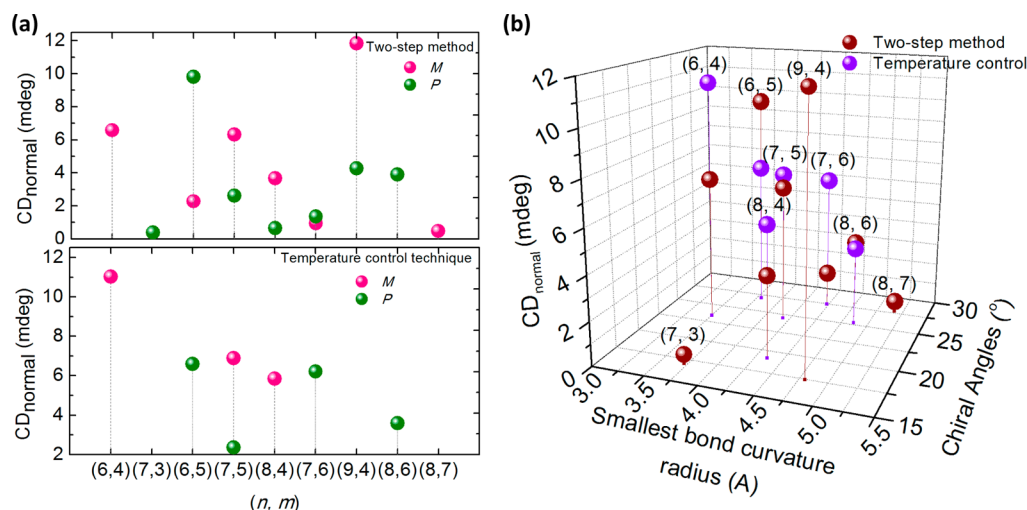 (a)
12
10
8
6
4
2
0
CDnormal (mdeg)
Two-step method
M
P
12
10
8
6
4
2
CDnormal (mdeg)
Temperature control technique
M
P
(6,4) (7,3) (6,5) (7,5) (8,4) (7,6) (9,4) (8,6) (8,7)
(n, m)
(b)
Two-step method
Temperature control
12
10
8
6
4
2
0
CDnormal (mdeg)
(6, 4)
(9, 4)
(6, 5)
(7, 5)
(7, 6)
(8, 4)
(8, 6)
(8, 7)
(7, 3)
3.0
3.5
4.0
4.5
5.0
5.5
Smallest bond curvature
radius (A)
15
20
25
30
Chiral Angles (°)